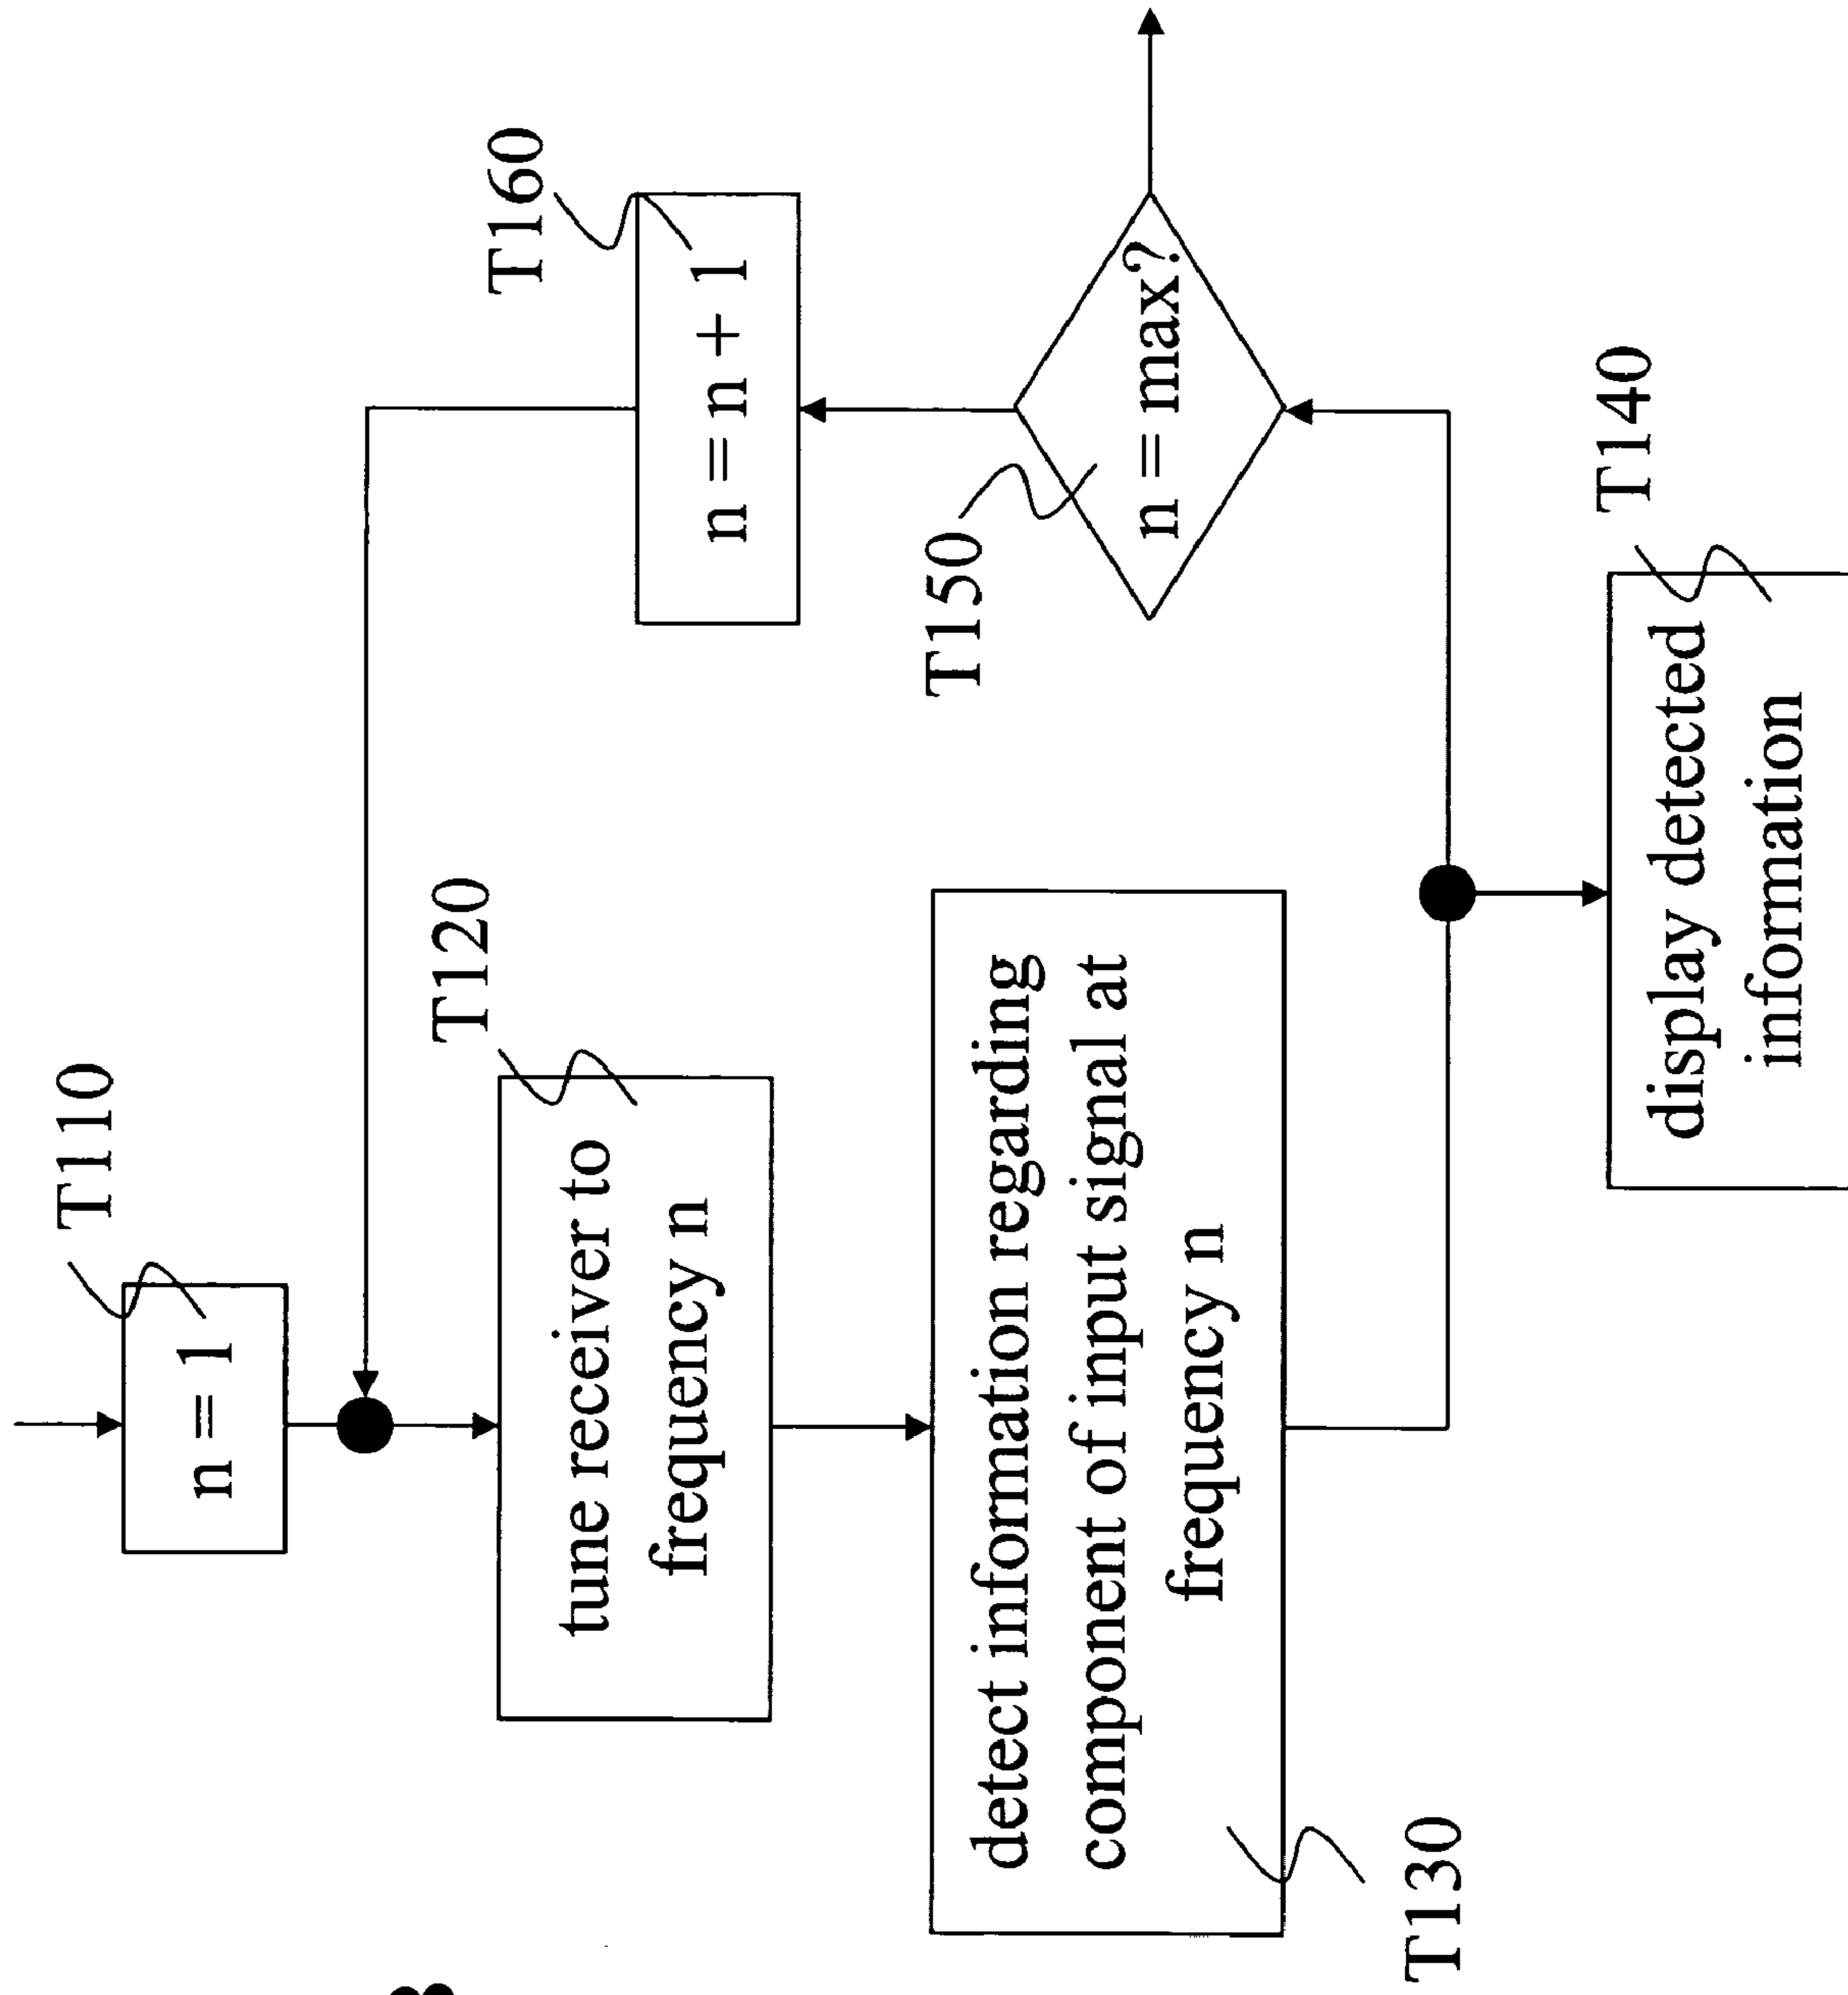 T110
n = 1
T120
tune receiver to
frequency n
T130
detect information regarding
component of input signal at
frequency n
T140
display detected
information
T150
n = max?
T160
n = n + 1